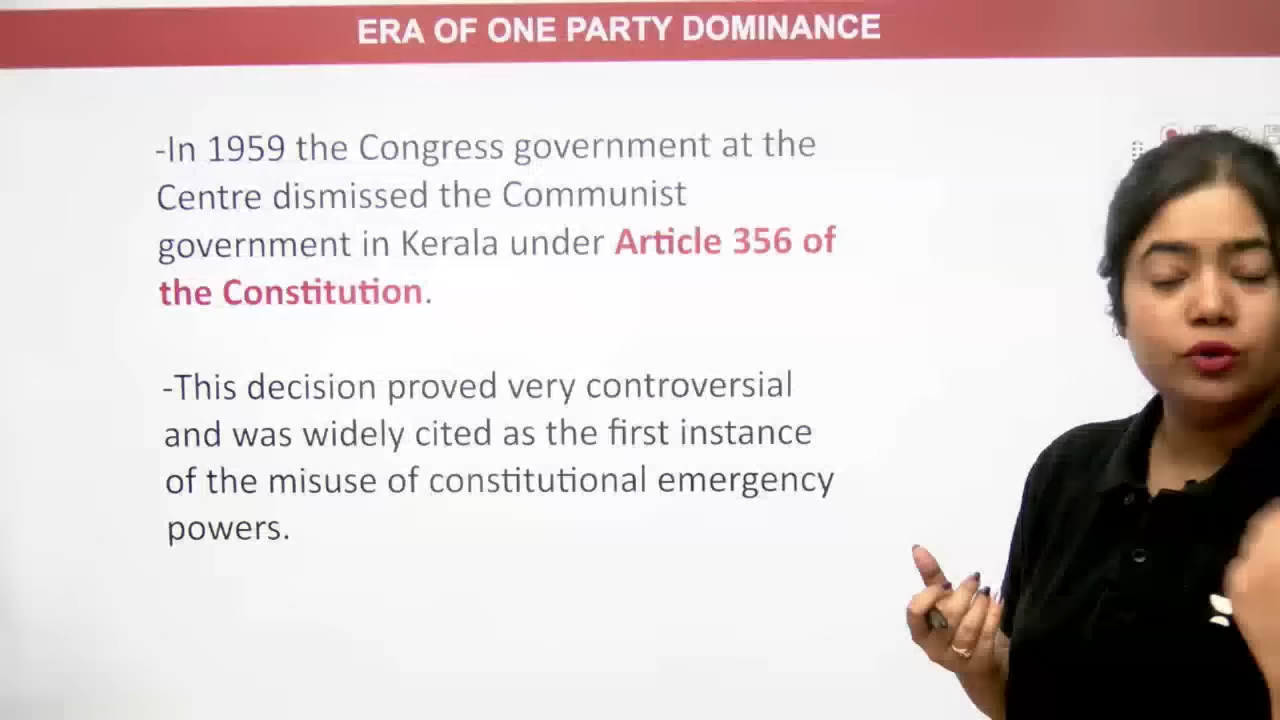 ERA OF ONE PARTY DOMINANCE
-In 1959 the Congress government at the
Centre dismissed the Communist
government in Kerala under Article 356 of
the Constitution.
-This decision proved very controversial
and was widely cited as the first instance
of the misuse of constitutional emergency
powers.